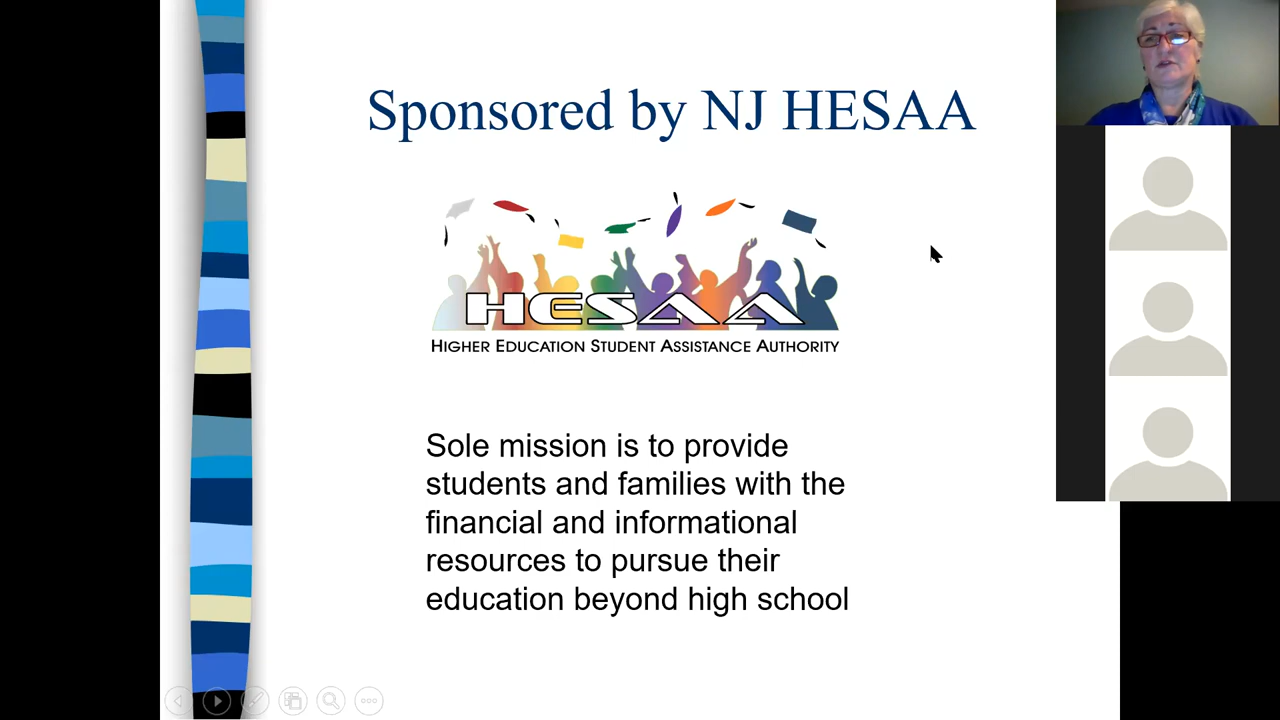 Sponsored by NJ HESAA
HESAA
HIGHER EDUCATION STUDENT ASSISTANCE AUTHORITY
Sole mission is to provide
students and families with the
financial and informational
resources to pursue their
education beyond high school